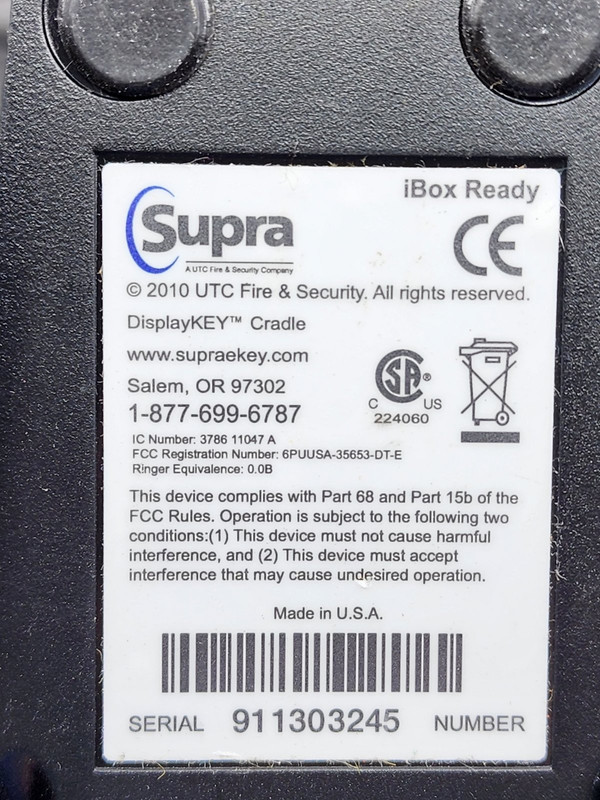 iBox Ready
Supra
A UTC Fire & Security Company
CE
© 2010 UTC Fire & Security. All rights reserved.
DisplayKEY™ Cradle
www.supraekey.com
Salem, OR 97302
1-877-699-6787
CSA®
C US
224060
IC Number: 3786 11047 A
FCC Registration Number: 6PUUSA-35653-DT-E
Ringer Equivalence: 0.0B
This device complies with Part 68 and Part 15b of the
FCC Rules. Operation is subject to the following two
conditions:(1) This device must not cause harmful
interference, and (2) This device must accept
interference that may cause undesired operation.
Made in U.S.A.
SERIAL 911303245 NUMBER